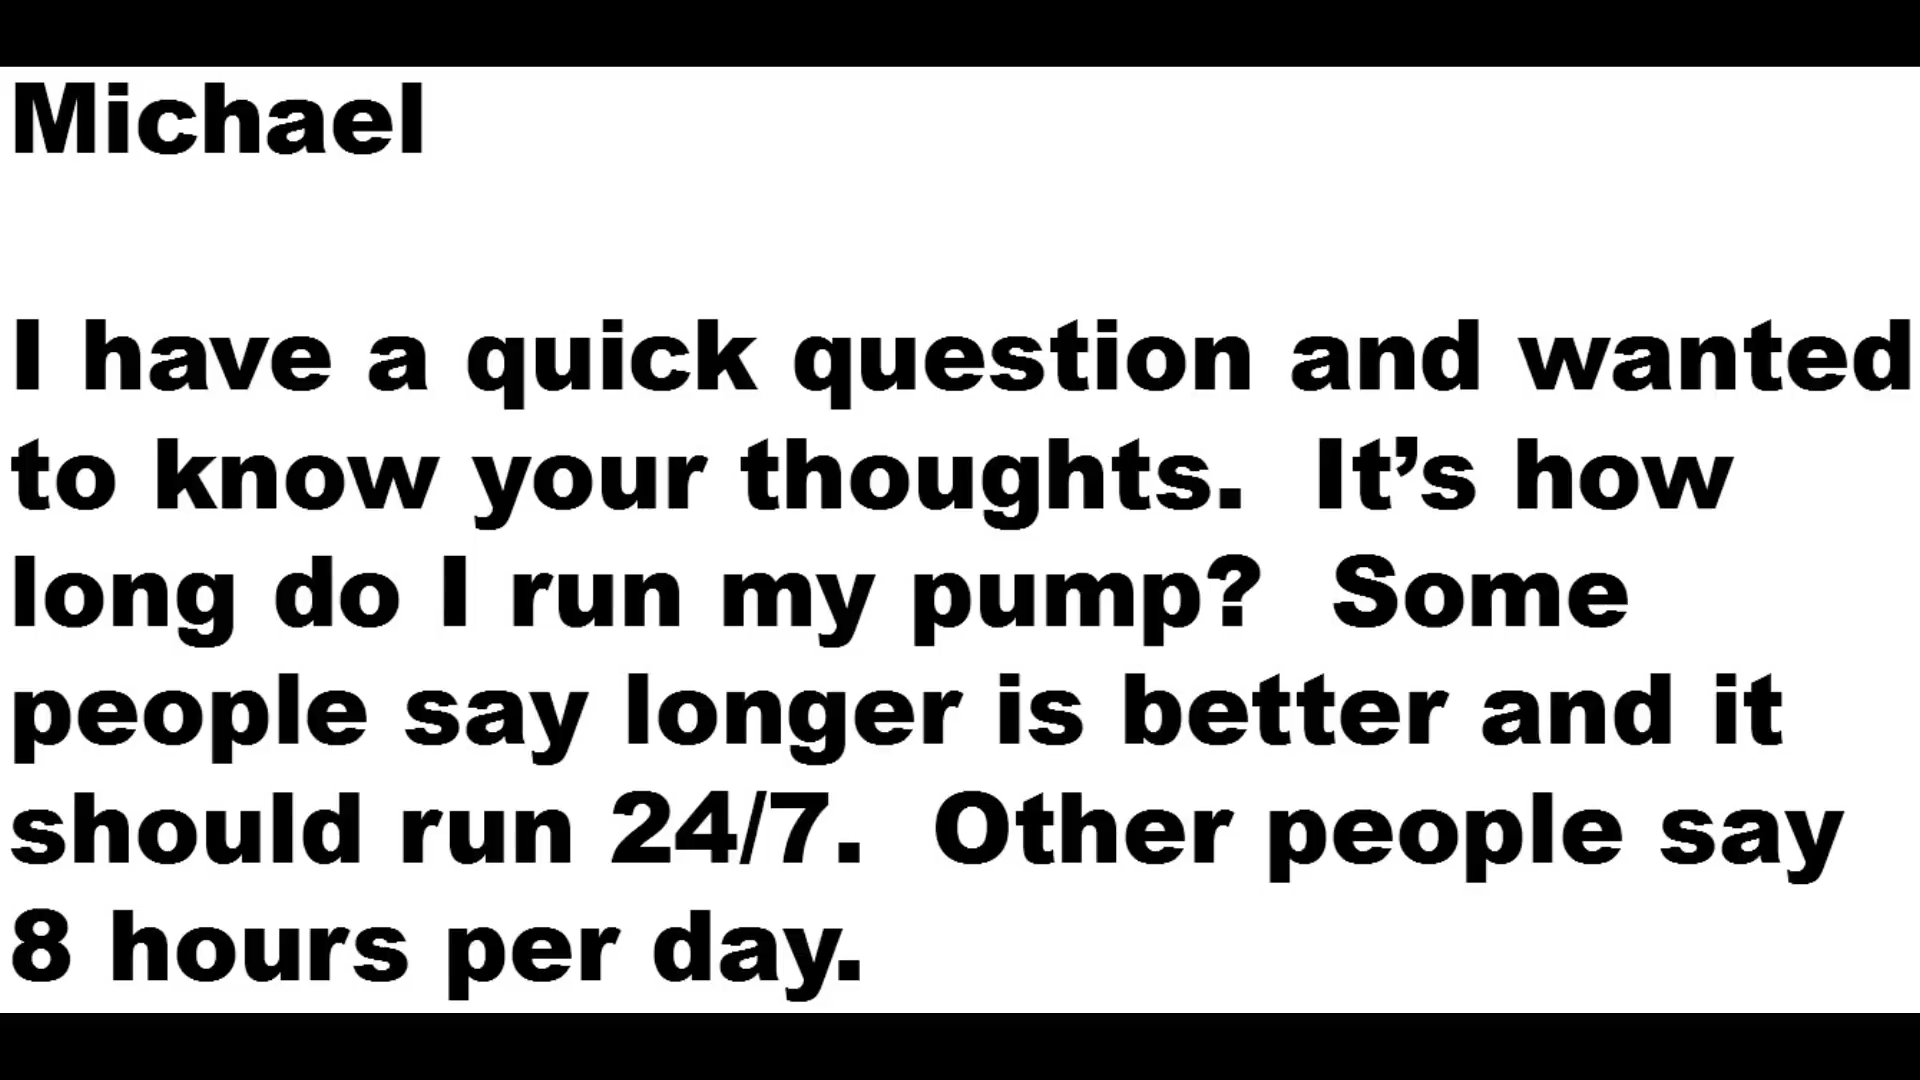 Michael
I have a quick question and wanted
to know your thoughts.  It’s how
long do I run my pump?  Some
people say longer is better and it
should run 24/7.  Other people say
8 hours per day.